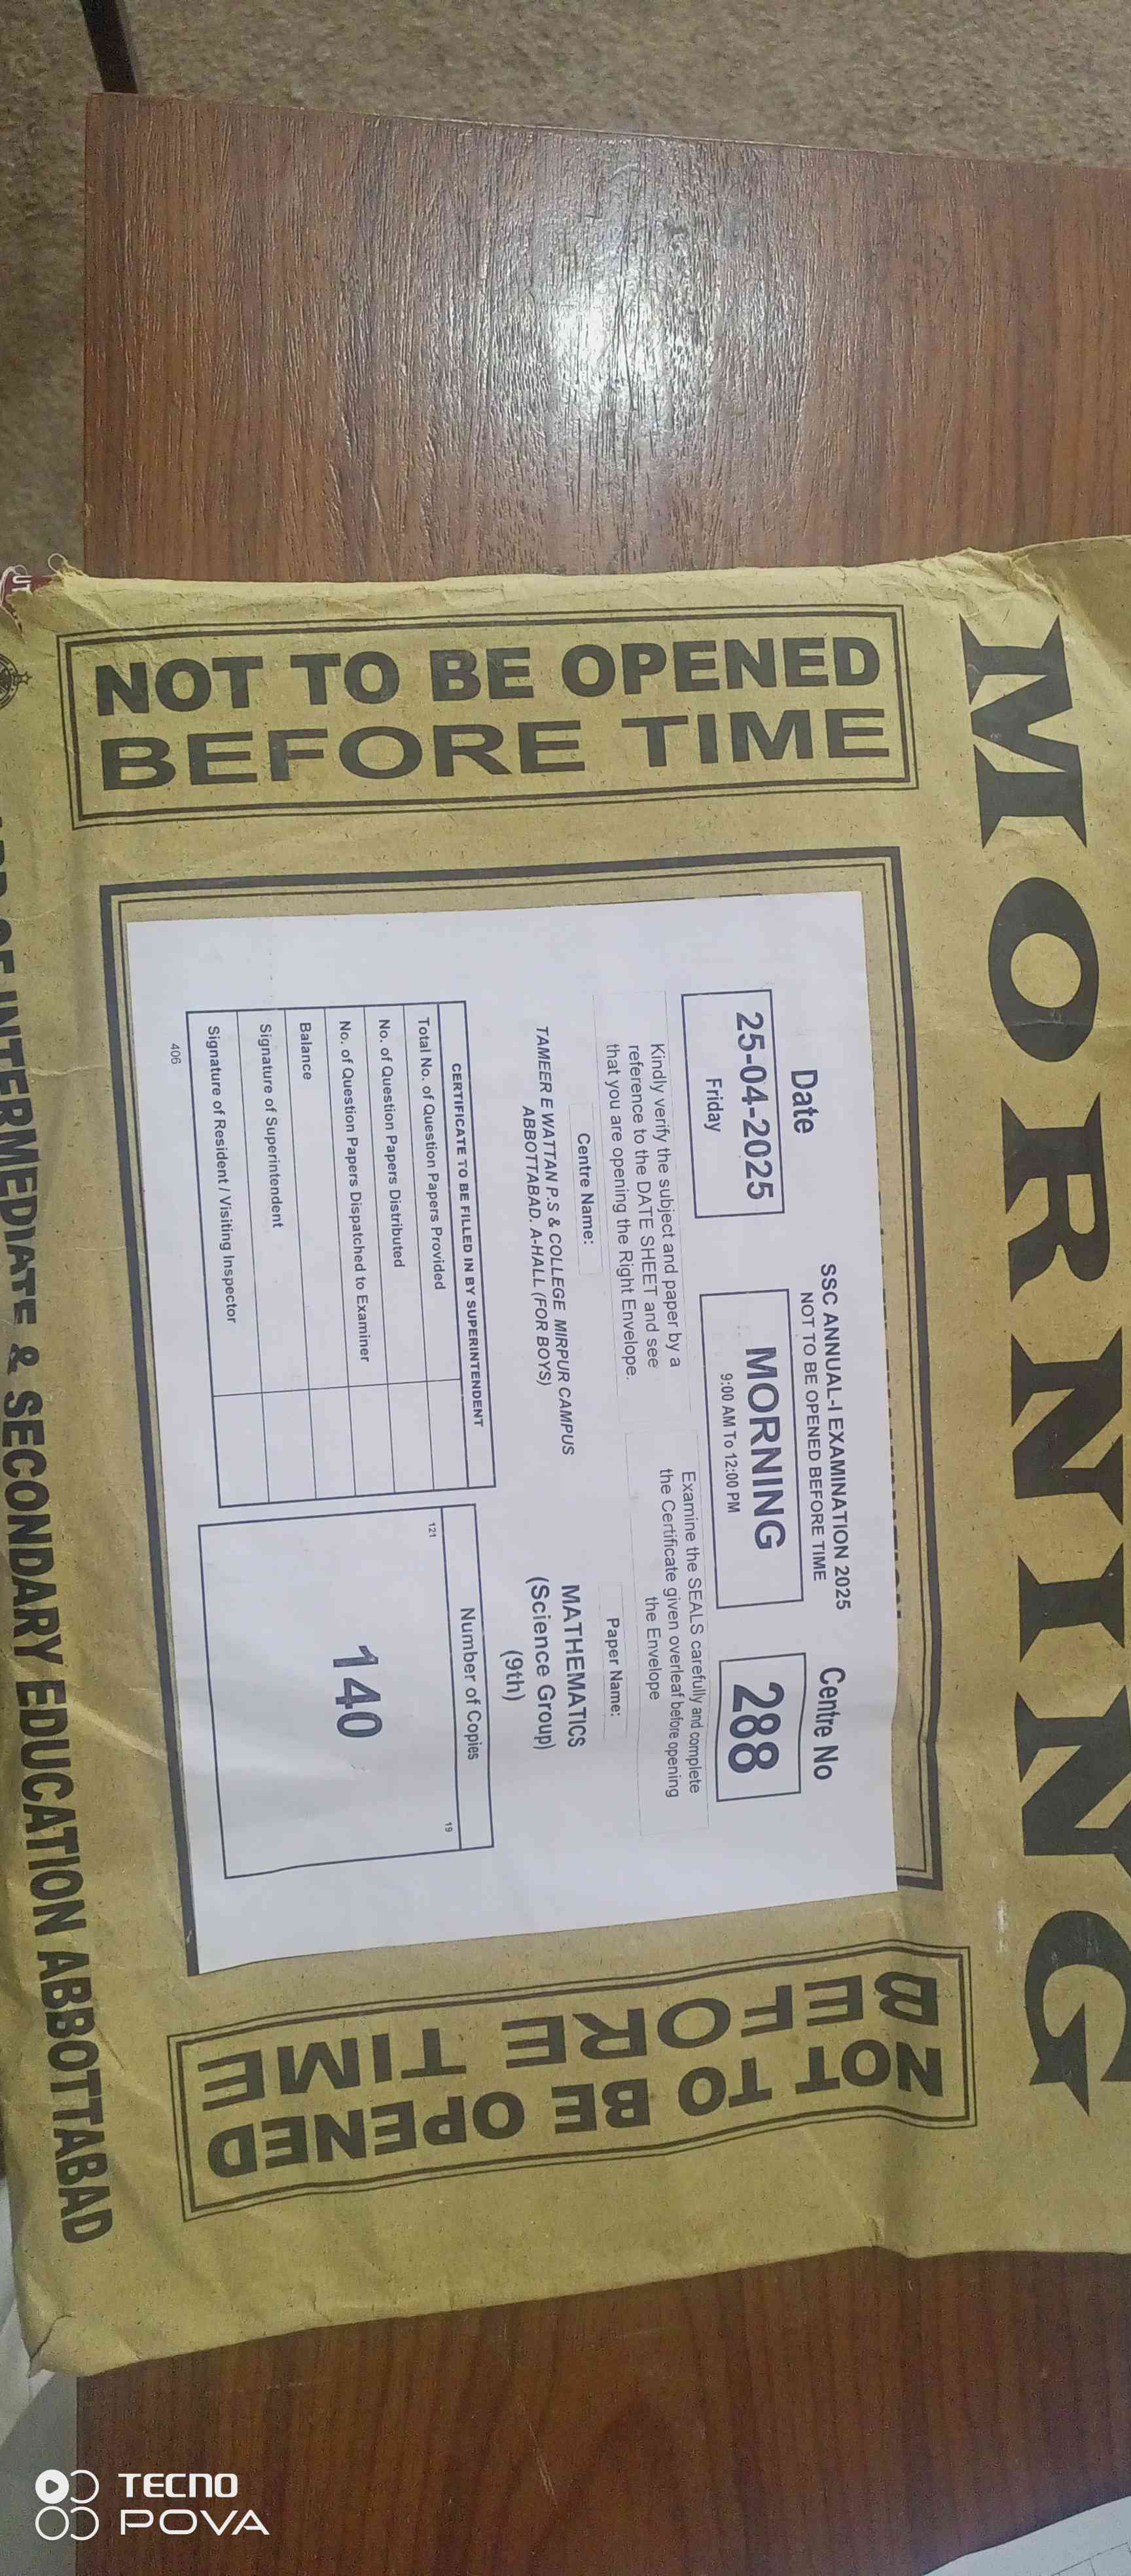 MORNING
NOT TO BE OPENED
BEFORE TIME
SSC ANNUAL-I EXAMINATION 2025
NOT TO BE OPENED BEFORE TIME
Date
25-04-2025
Friday
MORNING
9:00 AM To 12:00 PM
Centre No
288
Kindly verify the subject and paper by a
reference to the DATE SHEET and see
that you are opening the Right Envelope.
Examine the SEALS carefully and complete
the Certificate given overleaf before opening
the Envelope
Centre Name:
TAMEER E WATTAN P.S & COLLEGE MIRPUR CAMPUS
ABBOTTABAD. A-HALL (FOR BOYS)
Paper Name:
MATHEMATICS
(Science Group)
(9th)
CERTIFICATE TO BE FILLED IN BY SUPERINTENDENT
Total No. of Question Papers Provided
No. of Question Papers Distributed
No. of Question Papers Dispatched to Examiner
Balance
Signature of Superintendent
Signature of Resident / Visiting Inspector
406
Number of Copies
121
19
140
NOT TO BE OPENED
BEFORE TIME
OF INTERMEDIATE & SECONDARY EDUCATION ABBOTTABAD
TECNO
POVA